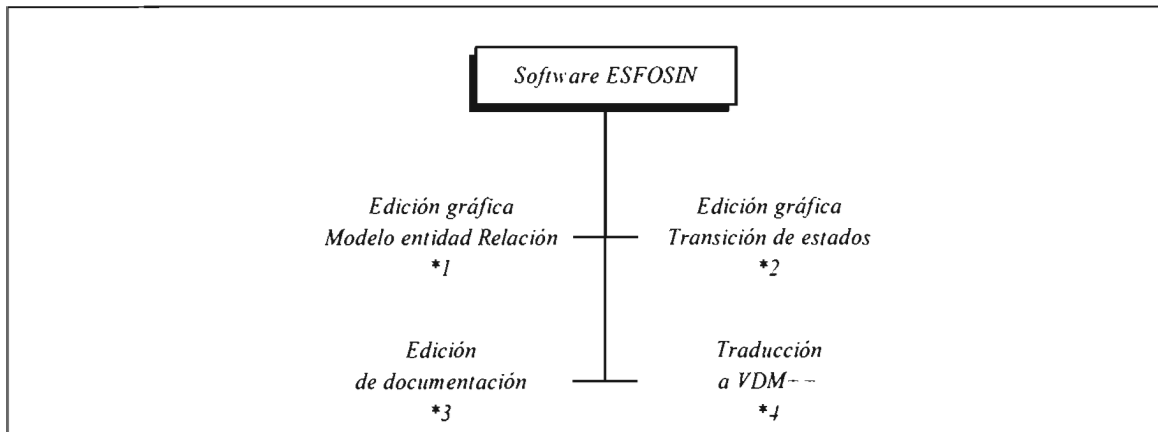 Software ESFOSIN
Edición gráfica
Modelo entidad Relación
*1
Edición gráfica
Transición de estados
*2
Edición
de documentación
*3
Traducción
a VDM--
*4